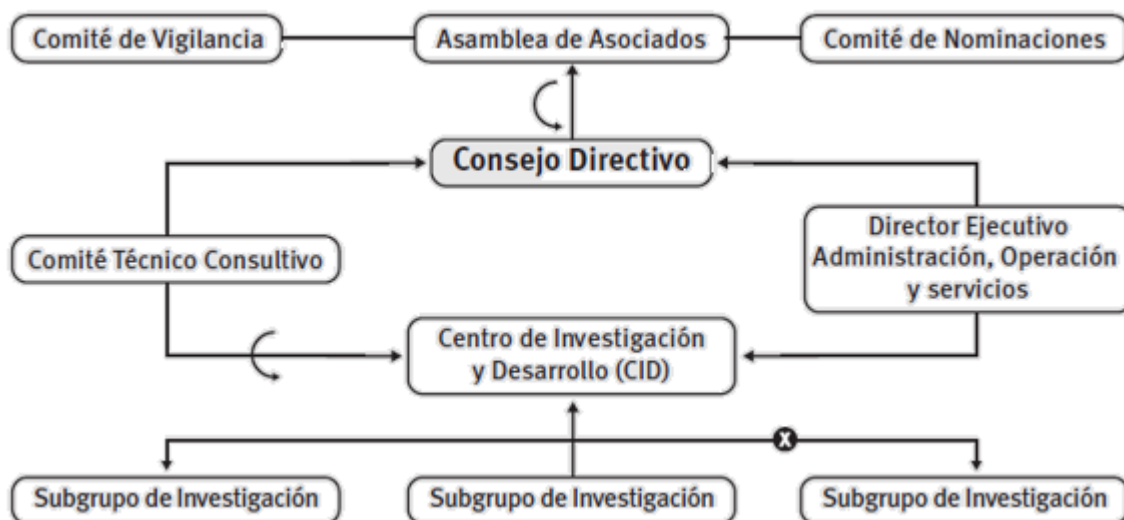 Comité de Vigilancia
Asamblea de Asociados
Comité de Nominaciones
Consejo Directivo
Comité Técnico Consultivo
Director Ejecutivo
Administración, Operación
y servicios
Centro de Investigación
y Desarrollo (CID)
X
Subgrupo de Investigación
Subgrupo de Investigación
Subgrupo de Investigación